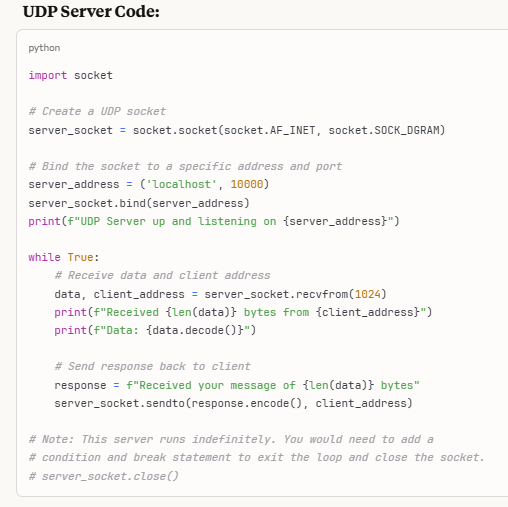 UDP Server Code:
python
import socket
# Create a UDP socket
server_socket = socket.socket(socket.AF_INET, socket.SOCK_DGRAM)
# Bind the socket to a specific address and port
server_address = ('localhost', 10000)
server_socket.bind(server_address)
print(f"UDP Server up and listening on {server_address}")
while True:
    # Receive data and client address
    data, client_address = server_socket.recvfrom(1024)
    print(f"Received {len(data)} bytes from {client_address}")
    print(f"Data: {data.decode()}")
    # Send response back to client
    response = f"Received your message of {len(data)} bytes"
    server_socket.sendto(response.encode(), client_address)
# Note: This server runs indefinitely. You would need to add a
# condition and break statement to exit the loop and close the socket.
# server_socket.close()